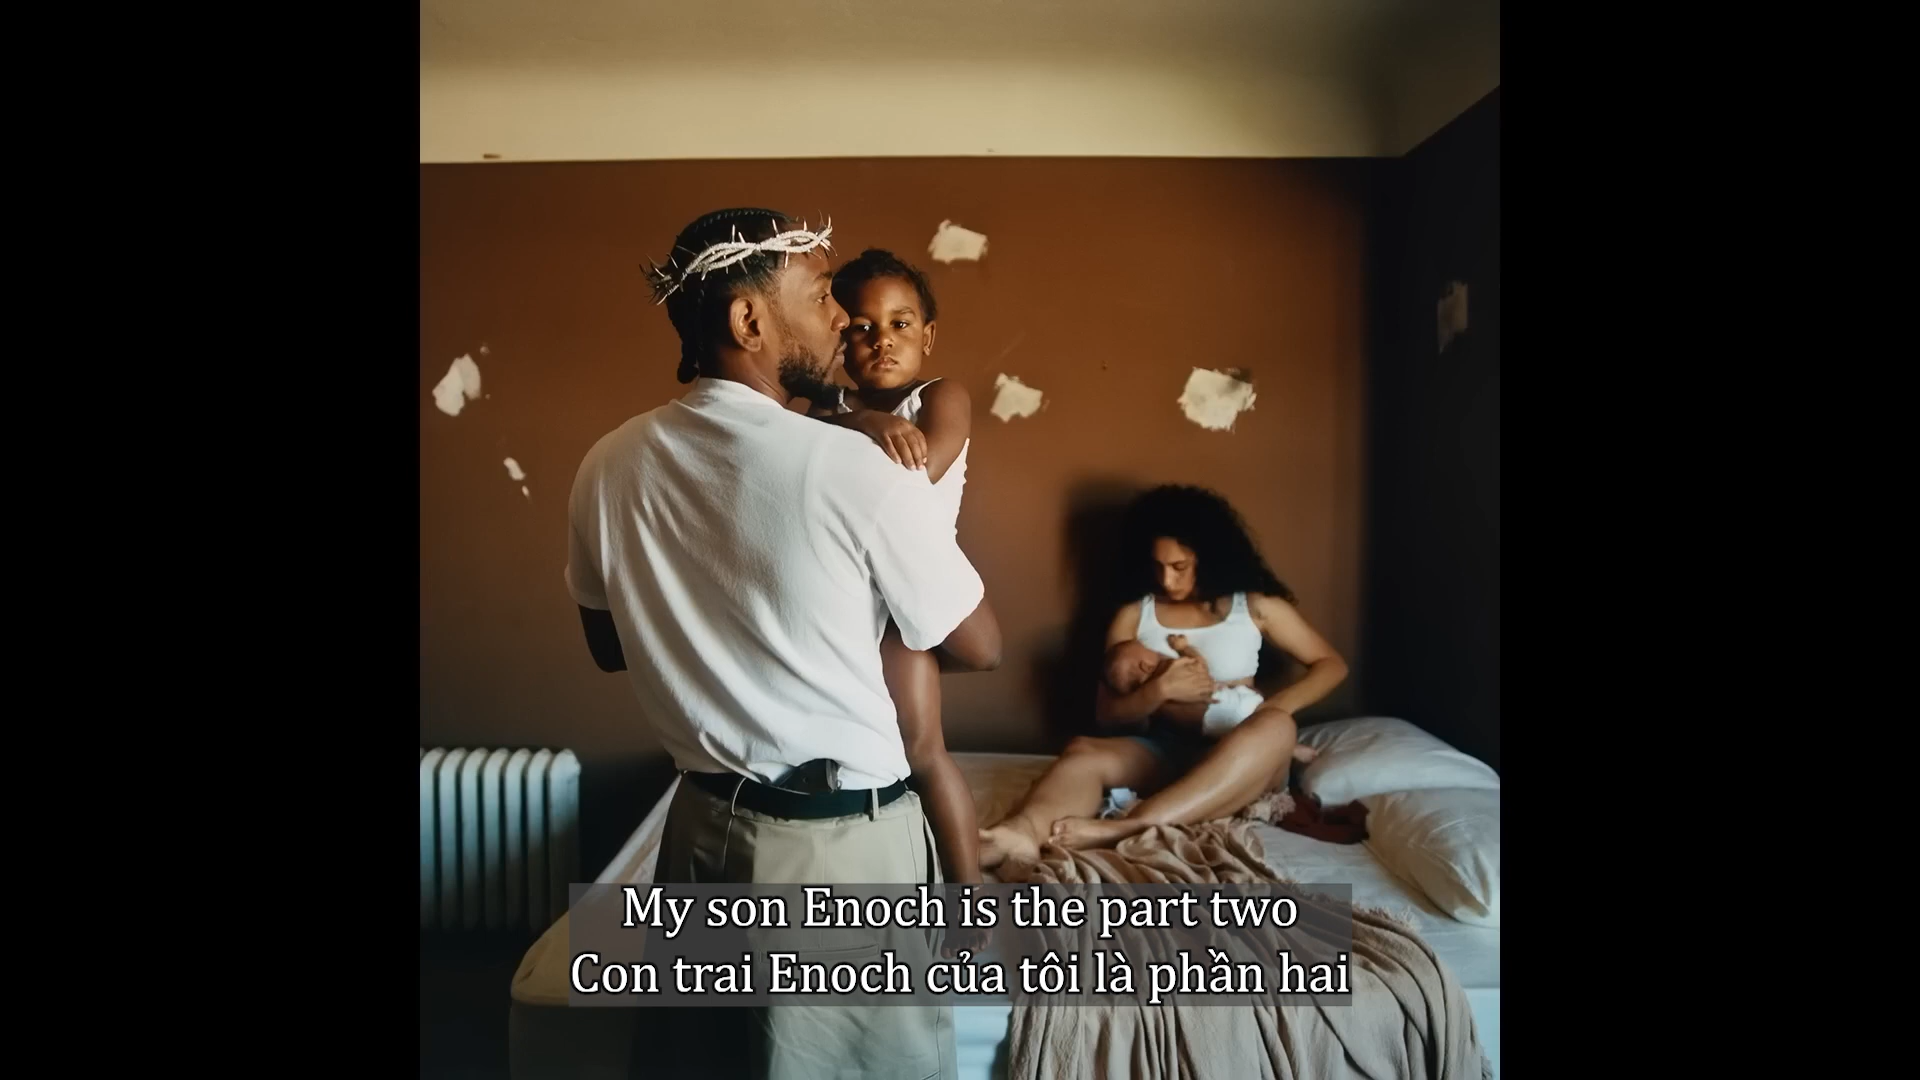 My son Enoch is the part two
Con trai Enoch của tôi là phần hai